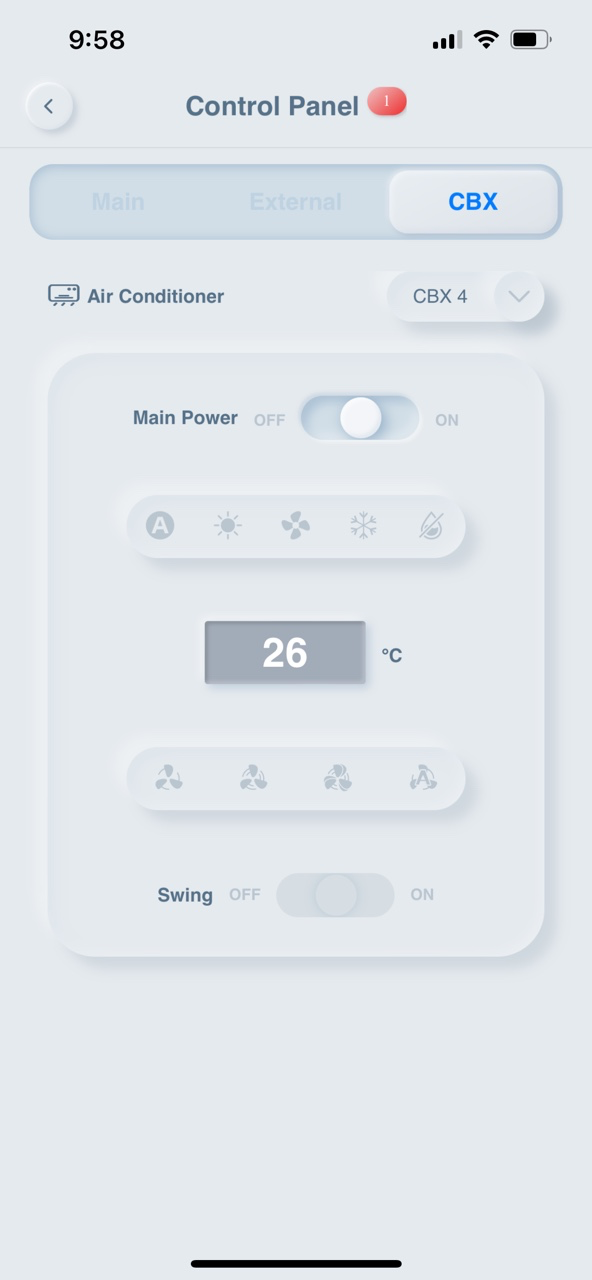 9:58
Control Panel 1
Main External CBX
Air Conditioner CBX 4
Main Power OFF ON
A
26 °C
A
Swing OFF ON